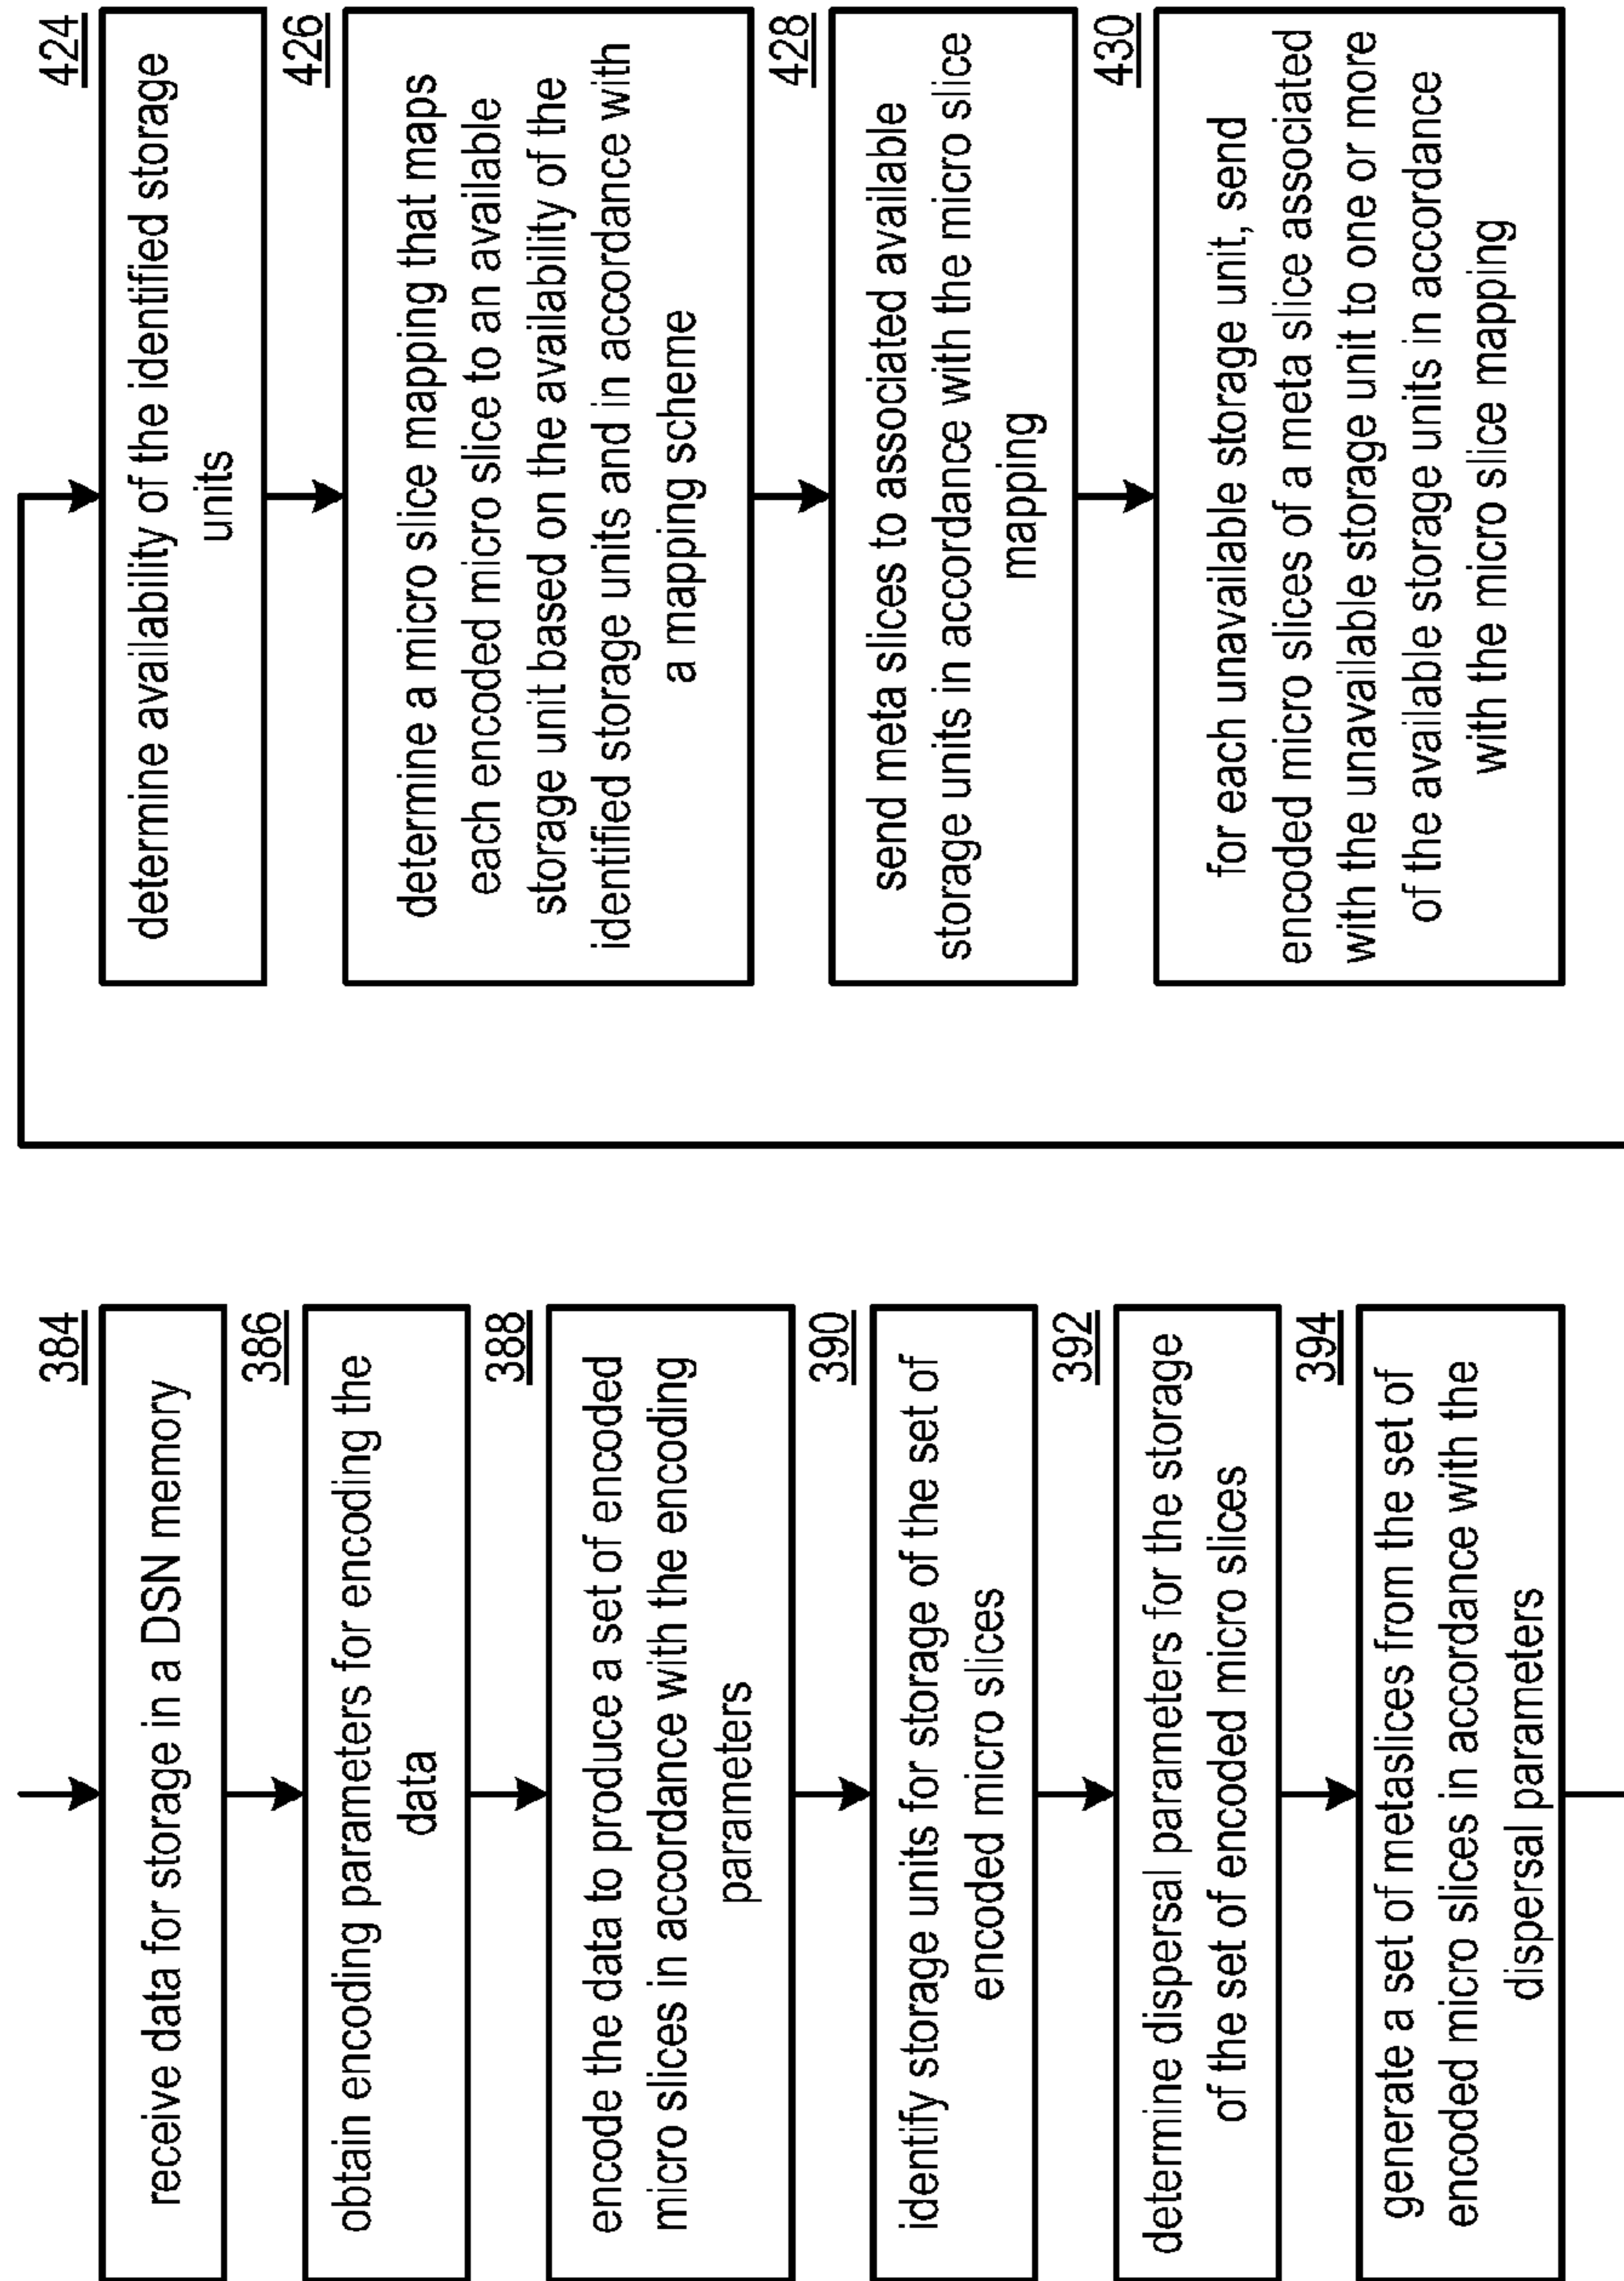 384
receive data for storage in a DSN memory
386
obtain encoding parameters for encoding the
data
388
encode the data to produce a set of encoded
micro slices in accordance with the encoding
parameters
390
identify storage units for storage of the set of
encoded micro slices
392
determine dispersal parameters for the storage
of the set of encoded micro slices
394
generate a set of metaslices from the set of
encoded micro slices in accordance with the
dispersal parameters
424
determine availability of the identified storage
units
426
determine a micro slice mapping that maps
each encoded micro slice to an available
storage unit based on the availability of the
identified storage units and in accordance with
a mapping scheme
428
send meta slices to associated available
storage units in accordance with the micro slice
mapping
430
for each unavailable storage unit, send
encoded micro slices of a meta slice associated
with the unavailable storage unit to one or more
of the available storage units in accordance
with the micro slice mapping